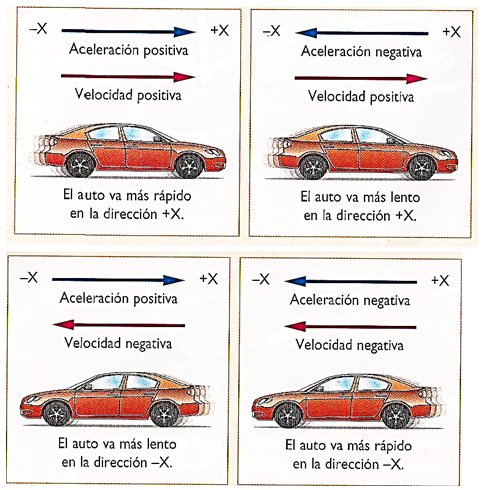 –X +X
Aceleración positiva
Velocidad positiva
El auto va más rápido
en la dirección +X.
–X +X
Aceleración negativa
Velocidad positiva
El auto va más lento
en la dirección +X.
–X +X
Aceleración positiva
Velocidad negativa
El auto va más lento
en la dirección –X.
–X +X
Aceleración negativa
Velocidad negativa
El auto va más rápido
en la dirección –X.